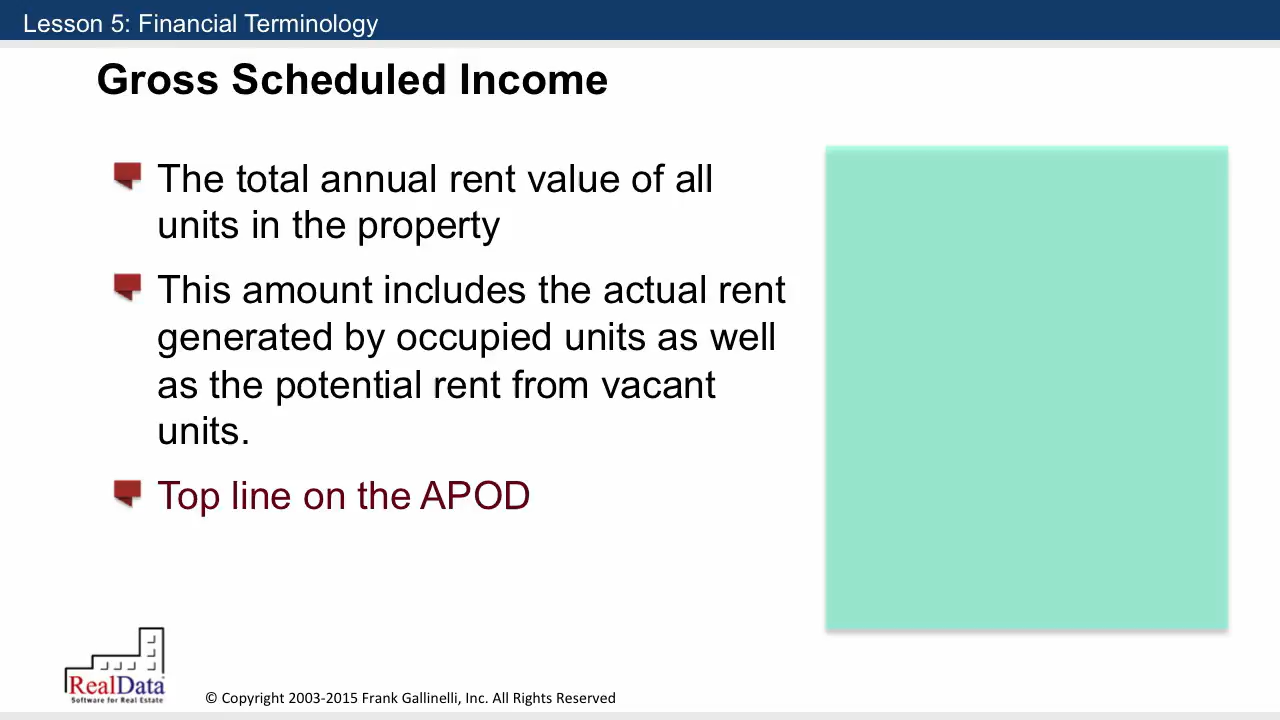 Lesson 5: Financial Terminology
Gross Scheduled Income
The total annual rent value of all
units in the property
This amount includes the actual rent
generated by occupied units as well
as the potential rent from vacant
units.
Top line on the APOD
RealData
Software for Real Estate
© Copyright 2003-2015 Frank Gallinelli, Inc. All Rights Reserved